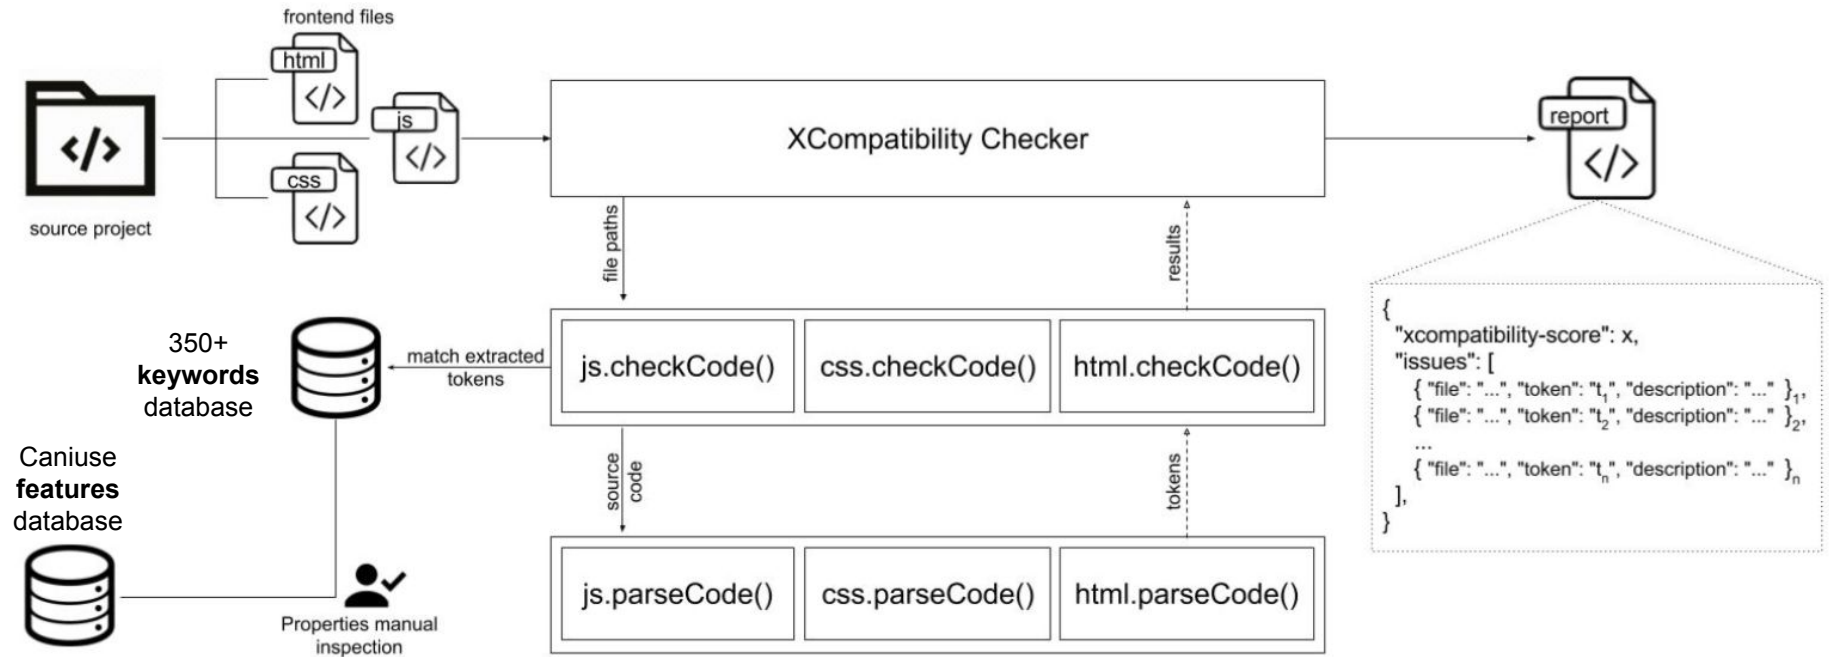 frontend files
html
</>
js
</>
css
</>
</>
source project
XCompatibility Checker
report
</>
file paths
results
350+
keywords
database
match extracted
tokens
js.checkCode()
css.checkCode()
html.checkCode()
Caniuse
features
database
source
code
tokens
Properties manual
inspection
js.parseCode()
css.parseCode()
html.parseCode()
{
"xcompatibility-score": x,
"issues": [
{ "file": "...", "token": "t1", "description": "..." }1,
{ "file": "...", "token": "t2", "description": "..." }2,
...
{ "file": "...", "token": "tn", "description": "..." }n
],
}